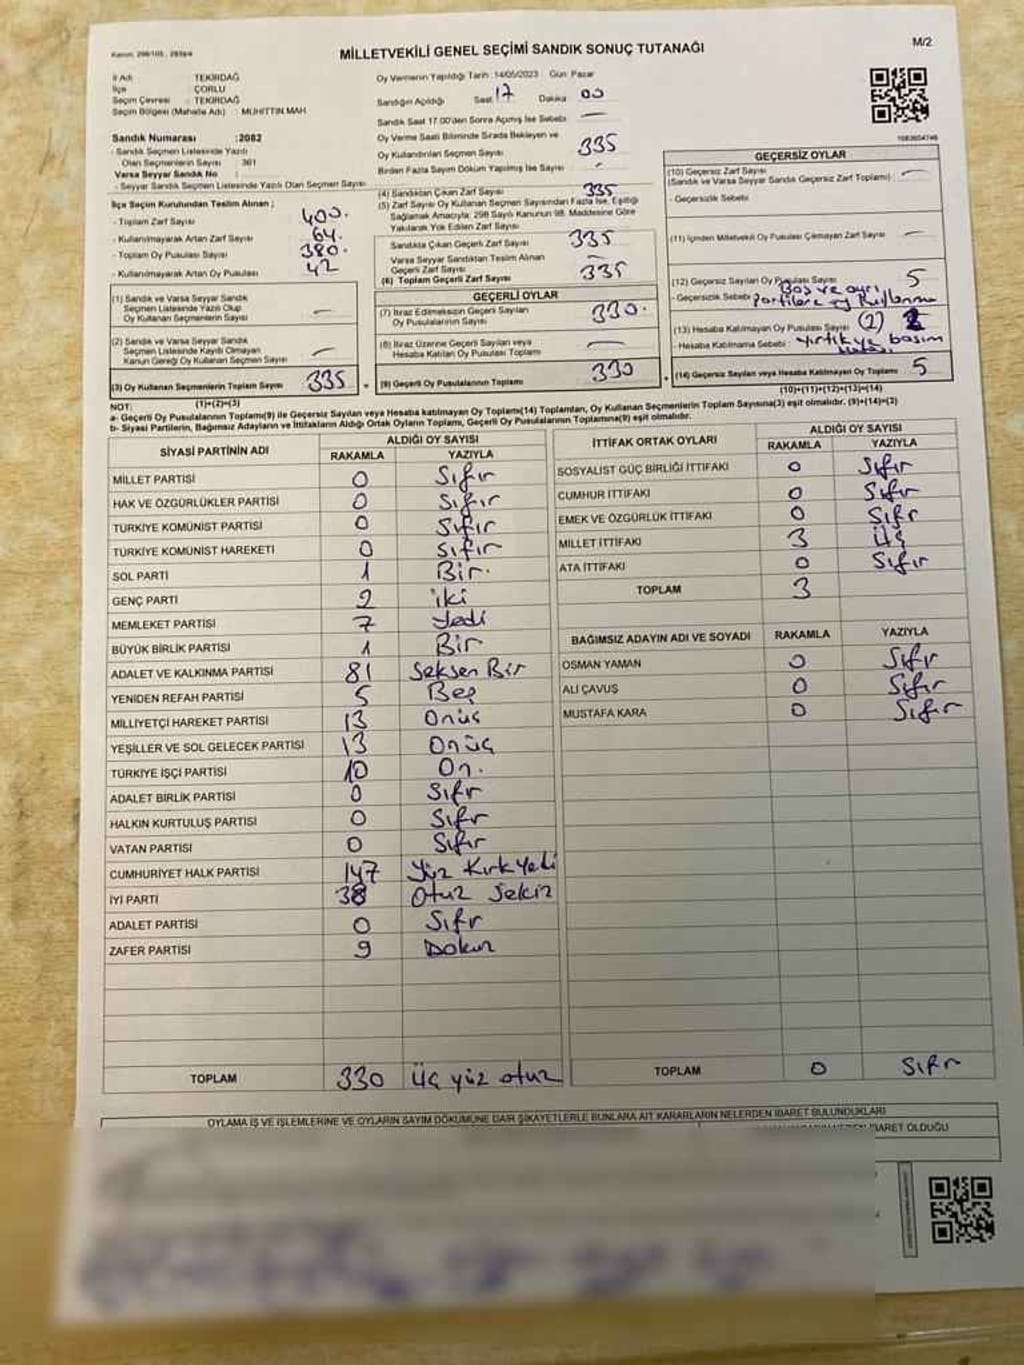 Kanun: 298/105, 283şaa
MİLLETVEKİLİ GENEL SEÇİMİ SANDIK SONUÇ TUTANAĞI
M/2
İl Adı TEKİRDAĞ
İlçe ÇORLU
Seçim Çevresi : TEKİRDAĞ
Seçim Bölgesi (Mahalle Adı) : MUHİTTİN MAH.
Sandık Numarası :2082
- Sandık Seçmen Listesinde Yazılı
Olan Seçmenlerin Sayısı 361
Varsa Seyyar Sandık No :
- Seyyar Sandık Seçmen Listesinde Yazılı Olan Seçmen Sayısı
İlçe Seçim Kurulundan Teslim Alınan ;
- Toplam Zarf Sayısı 400.
- Kullanılmayarak Artan Zarf Sayısı 64.
- Toplam Oy Pusulası Sayısı 380.
- Kullanılmayarak Artan Oy Pusulası 42
(1) Sandık ve Varsa Seyyar Sandık
Seçmen Listesinde Yazılı Olup
Oy Kullanan Seçmenlerin Sayısı —
(2) Sandık ve Varsa Seyyar Sandık
Seçmen Listesinde Kayıtlı Olmayan
Kanun Gereği Oy Kullanan Seçmenlerin Sayısı —
(3) Oy Kullanan Seçmenlerin Toplam Sayısı 335
(1)+(2)=(3)
Oy Vermenin Yapıldığı Tarih :14/05/2023 Gün: Pazar
Sandığın Açıldığı Saat 17 Dakika 00
Sandık Saat 17.00'den Sonra Açılmış İse Sebebi —
Oy Verme Saati Bitiminde Sırada Bekleyen ve
Oy Kullandırılan Seçmen Sayısı 335
Birden Fazla Sayım Döküm Yapılmış İse Sayısı -
(4) Sandıktan Çıkan Zarf Sayısı 335
(5) Zarf Sayısı Oy Kullanan Seçmen Sayısından Fazla İse, Eşitliği
Sağlamak Amacıyla; 298 Sayılı Kanunun 98. Maddesine Göre
Yakılarak Yok Edilen Zarf Sayısı
Sandıkta Çıkan Geçerli Zarf Sayısı 335
Varsa Seyyar Sandıktan Teslim Alınan
Geçerli Zarf Sayısı —
(6) Toplam Geçerli Zarf Sayısı 335
GEÇERLİ OYLAR
(7) İtiraz Edilmeksizin Geçerli Sayılan
Oy Pusulalarının Sayısı 330.
(8) İtiraz Üzerine Geçerli Sayılan veya
Hesaba Katılan Oy Pusulası Toplamı —
(9) Geçerli Oy Pusulalarının Toplamı 330
1083604746
GEÇERSİZ OYLAR
(10) Geçersiz Zarf Sayısı
(Sandık ve Varsa Seyyar Sandık Geçersiz Zarf Toplamı) : —
- Geçersizlik Sebebi
(11) İçinden Milletvekili Oy Pusulası Çıkmayan Zarf Sayısı —
(12) Geçersiz Sayılan Oy Pusulası Sayısı 5
- Geçersizlik Sebebi Boş ve ayrı partilere oy kullanma
(13) Hesaba Katılmayan Oy Pusulası Sayısı (2)
- Hesaba Katılmama Sebebi : yırtık ve basım
(14) Geçersiz Sayılan veya Hesaba Katılmayan Oy Toplamı 5
(10)+(11)+(12)+(13)=(14)
NOT:
a- Geçerli Oy Pusulalarının Toplamı(9) ile Geçersiz Sayılan veya Hesaba katılmayan Oy Toplamı(14) Toplamları, Oy Kullanan Seçmenlerin Toplam Sayısına(3) eşit olmalıdır. (9)+(14)=(3)
b- Siyasi Partilerin, Bağımsız Adayların ve İttifakların Aldığı Ortak Oyların Toplamı, Geçerli Oy Pusulalarının Toplamına(9) eşit olmalıdır.
SİYASİ PARTİNİN ADI ALDIĞI OY SAYISI
RAKAMLA YAZIYLA
MİLLET PARTİSİ 0 Sıfır
HAK VE ÖZGÜRLÜKLER PARTİSİ 0 Sıfır
TÜRKİYE KOMÜNİST PARTİSİ 0 Sıfır
TÜRKİYE KOMÜNİST HAREKETİ 0 Sıfır
SOL PARTİ 1 Bir.
GENÇ PARTİ 2 iki
MEMLEKET PARTİSİ 7 Yedi
BÜYÜK BİRLİK PARTİSİ 1 Bir
ADALET VE KALKINMA PARTİSİ 81 Seksen Bir
YENİDEN REFAH PARTİSİ 5 Beş
MİLLİYETÇİ HAREKET PARTİSİ 13 Onüç
YEŞİLLER VE SOL GELECEK PARTİSİ 13 Onüç
TÜRKİYE İŞÇİ PARTİSİ 10 On.
ADALET BİRLİK PARTİSİ 0 Sıfır
HALKIN KURTULUŞ PARTİSİ 0 Sıfır
VATAN PARTİSİ 0 Sıfır
CUMHURİYET HALK PARTİSİ 147 Yüz Kırk Yedi
İYİ PARTİ 38 Otuz Sekiz
ADALET PARTİSİ 0 Sıfır
ZAFER PARTİSİ 9 Dokuz
TOPLAM 330 Üç yüz otuz
İTTİFAK ORTAK OYLARI ALDIĞI OY SAYISI
RAKAMLA YAZIYLA
SOSYALİST GÜÇ BİRLİĞİ İTTİFAKI 0 Sıfır
CUMHUR İTTİFAKI 0 Sıfır
EMEK VE ÖZGÜRLÜK İTTİFAKI 0 Sıfır
MİLLET İTTİFAKI 3 Üç
ATA İTTİFAKI 0 Sıfır
TOPLAM 3
BAĞIMSIZ ADAYIN ADI VE SOYADI RAKAMLA YAZIYLA
OSMAN YAMAN 0 Sıfır
ALİ ÇAVUŞ 0 Sıfır
MUSTAFA KARA 0 Sıfır
TOPLAM 0 Sıfır
OYLAMA İŞ VE İŞLEMLERİNE VE OYLARIN SAYIM DÖKÜMÜNE DAİR ŞİKAYETLERLE BUNLARA AİT KARARLARIN NELERDEN İBARET BULUNDUKLARI
İBARET OLDUĞU